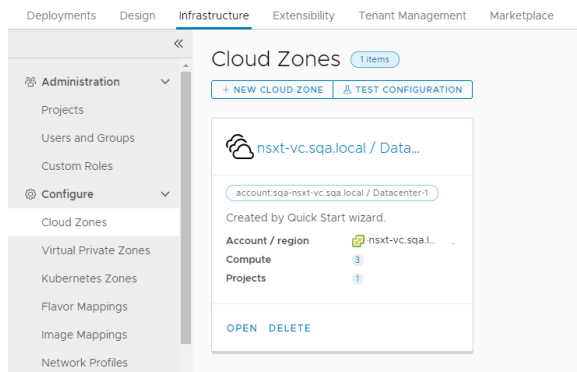 Deployments Design Infrastructure Extensibility Tenant Management Marketplace
Administration
Projects
Users and Groups
Custom Roles
Configure
Cloud Zones
Virtual Private Zones
Kubernetes Zones
Flavor Mappings
Image Mappings
Network Profiles
Cloud Zones 1 items
+ NEW CLOUD ZONE TEST CONFIGURATION
nsxt-vc.sqa.local / Data...
account:sqa-nsxt-vc.sqa.local / Datacenter-1
Created by Quick Start wizard.
Account / region -nsxt-vc.sqa.l...
Compute 3
Projects 1
OPEN DELETE